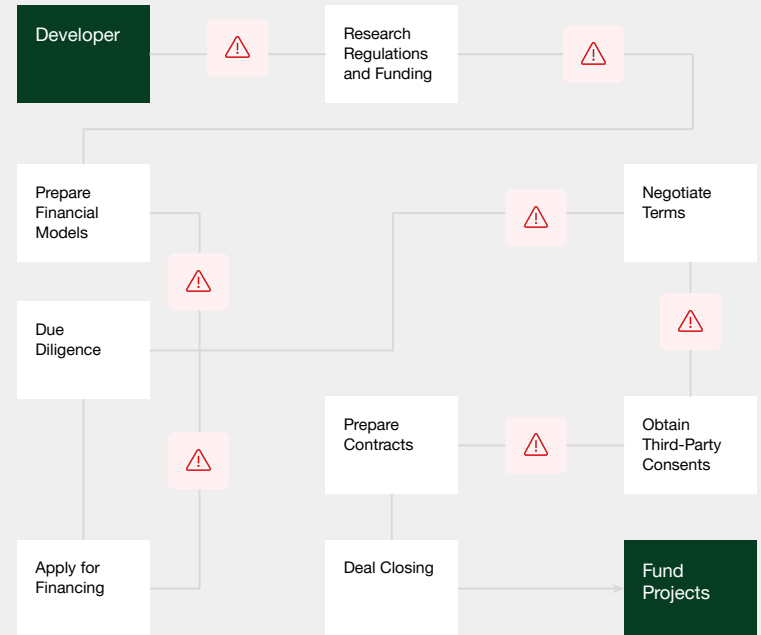 Developer
Research
Regulations
and Funding
Prepare
Financial
Models
Negotiate
Terms
Due
Diligence
Prepare
Contracts
Obtain
Third-Party
Consents
Apply for
Financing
Deal Closing
Fund
Projects